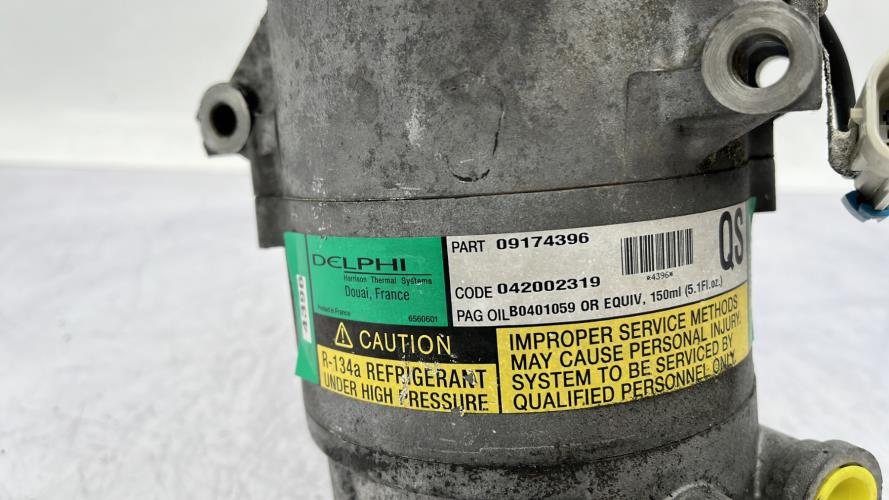 4396
DELPHI
Harrison Thermal Systems
Douai, France
Printed in France
6560601
PART 09174396
*4396*
QS
CODE 042002319
PAG OIL B0401059 OR EQUIV, 150ml (5.1Fl.oz.)
CAUTION
R-134a REFRIGERANT
UNDER HIGH PRESSURE
IMPROPER SERVICE METHODS
MAY CAUSE PERSONAL INJURY.
SYSTEM TO BE SERVICED BY
QUALIFIED PERSONNEL ONLY.